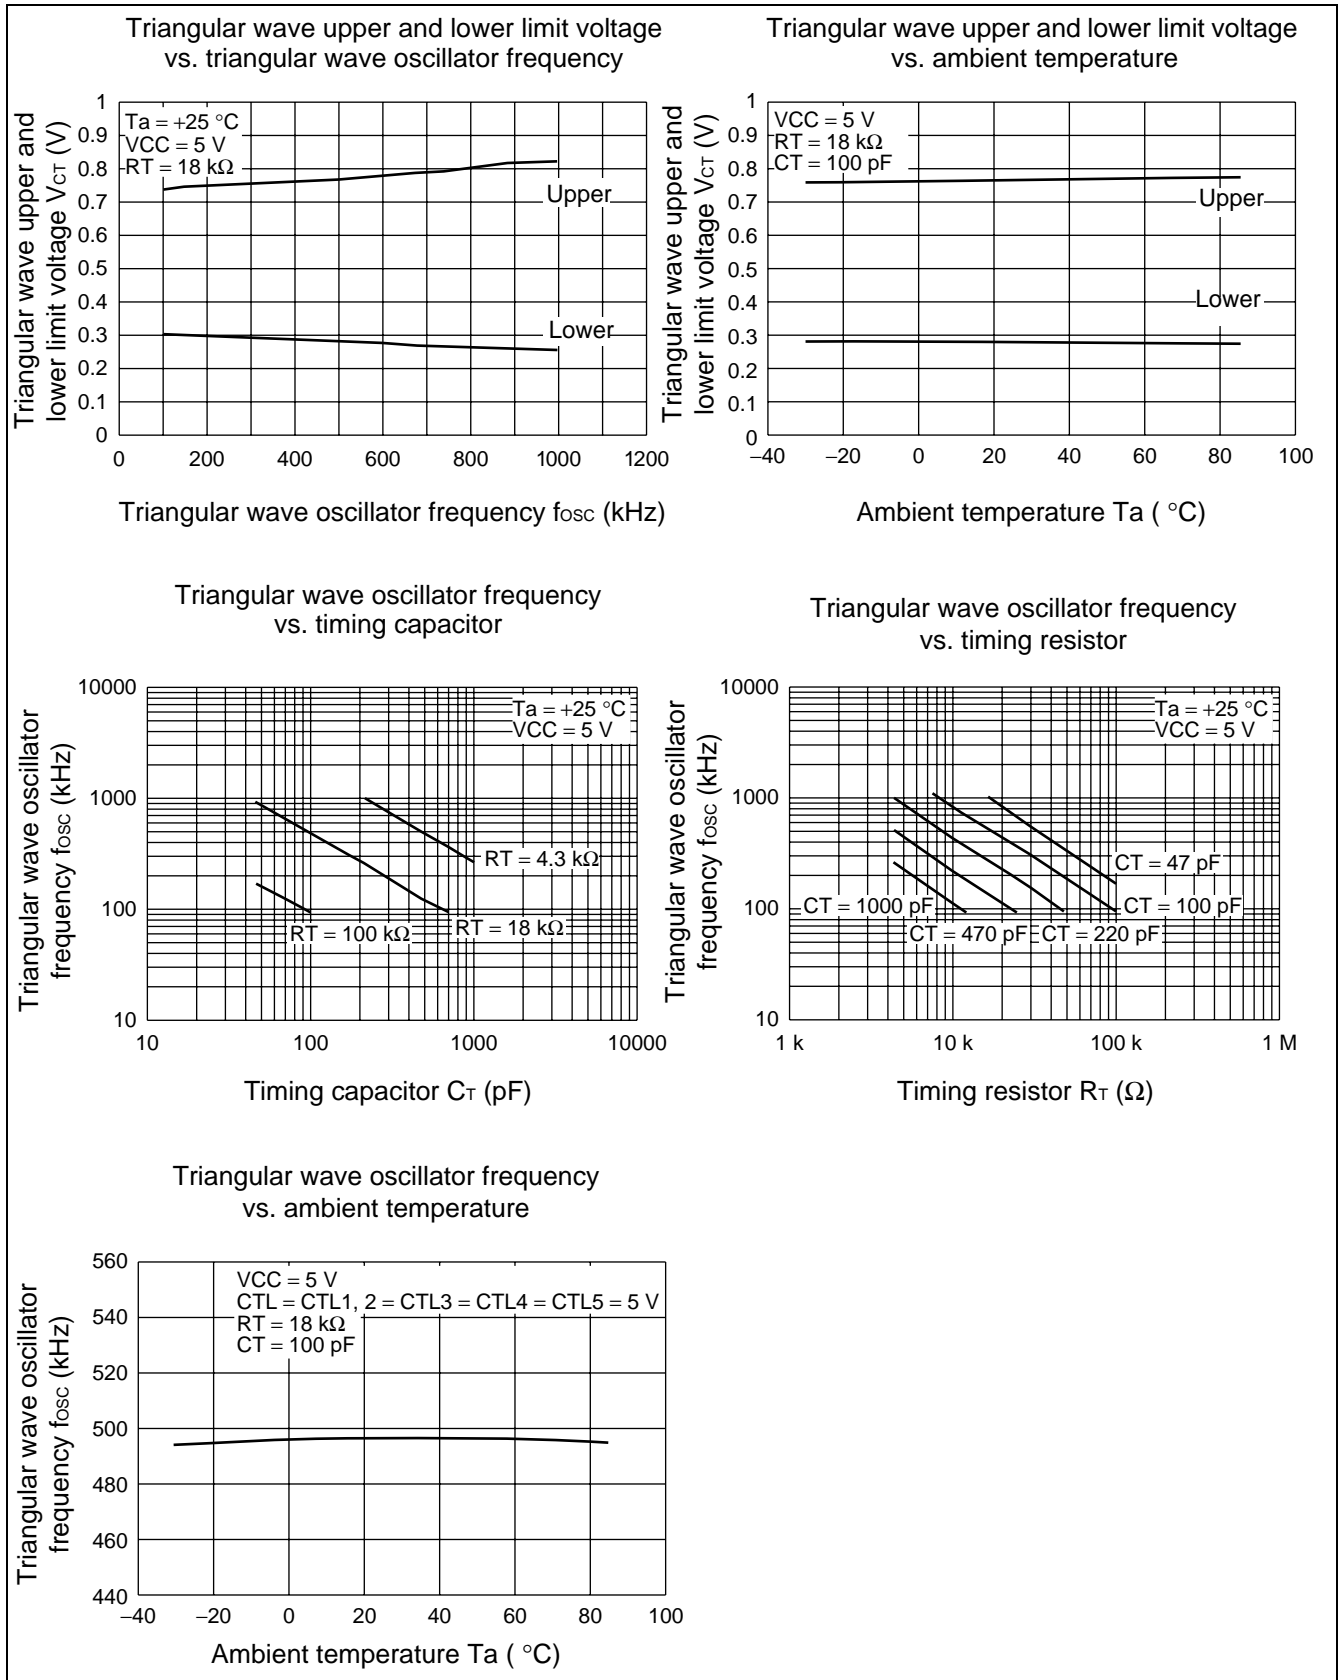 Triangular wave upper and lower limit voltage
vs. triangular wave oscillator frequency
Triangular wave upper and
lower limit voltage VCT (V)
1
0.9
0.8
0.7
0.6
0.5
0.4
0.3
0.2
0.1
0
Ta = +25 °C
VCC = 5 V
RT = 18 kΩ
Upper
Lower
0 200 400 600 800 1000 1200
Triangular wave oscillator frequency fOSC (kHz)
Triangular wave upper and lower limit voltage
vs. ambient temperature
Triangular wave upper and
lower limit voltage VCT (V)
1
0.9
0.8
0.7
0.6
0.5
0.4
0.3
0.2
0.1
0
VCC = 5 V
RT = 18 kΩ
CT = 100 pF
Upper
Lower
−40 −20 0 20 40 60 80 100
Ambient temperature Ta ( °C)
Triangular wave oscillator frequency
vs. timing capacitor
Triangular wave oscillator
frequency fOSC (kHz)
10000
1000
100
10
Ta = +25 °C
VCC = 5 V
RT = 4.3 kΩ
RT = 100 kΩ
RT = 18 kΩ
10 100 1000 10000
Timing capacitor CT (pF)
Triangular wave oscillator frequency
vs. timing resistor
Triangular wave oscillator
frequency fOSC (kHz)
10000
1000
100
10
Ta = +25 °C
VCC = 5 V
CT = 47 pF
CT = 1000 pF
CT = 100 pF
CT = 470 pF
CT = 220 pF
1 k 10 k 100 k 1 M
Timing resistor RT (Ω)
Triangular wave oscillator frequency
vs. ambient temperature
Triangular wave oscillator
frequency fOSC (kHz)
560
540
520
500
480
460
440
VCC = 5 V
CTL = CTL1, 2 = CTL3 = CTL4 = CTL5 = 5 V
RT = 18 kΩ
CT = 100 pF
−40 −20 0 20 40 60 80 100
Ambient temperature Ta ( °C)